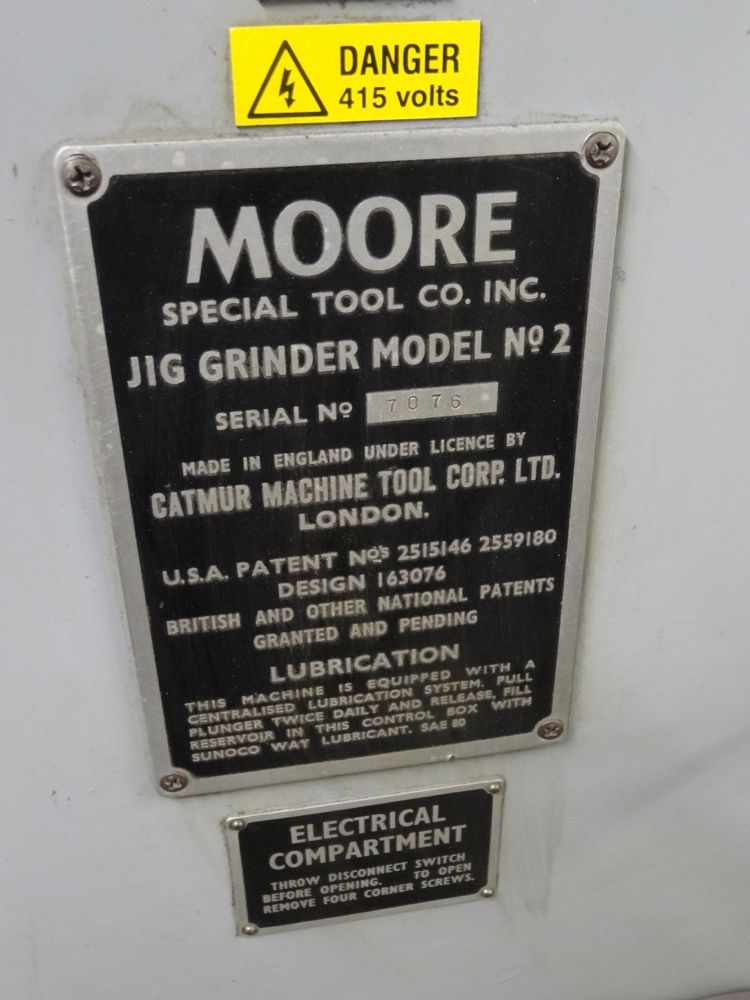 DANGER
415 volts
MOORE
SPECIAL TOOL CO. INC.
JIG GRINDER MODEL Nº 2
SERIAL Nº 7076
MADE IN ENGLAND UNDER LICENCE BY
CATMUR MACHINE TOOL CORP. LTD.
LONDON.
U.S.A. PATENT Nº's 2515146 2559180
DESIGN 163076
BRITISH AND OTHER NATIONAL PATENTS
GRANTED AND PENDING
LUBRICATION
THIS MACHINE IS EQUIPPED WITH A
CENTRALISED LUBRICATION SYSTEM. PULL
PLUNGER TWICE DAILY AND RELEASE, FILL
RESERVOIR IN THIS CONTROL BOX WITH
SUNOCO WAY LUBRICANT. SAE 80
ELECTRICAL
COMPARTMENT
THROW DISCONNECT SWITCH
BEFORE OPENING. TO OPEN
REMOVE FOUR CORNER SCREWS.